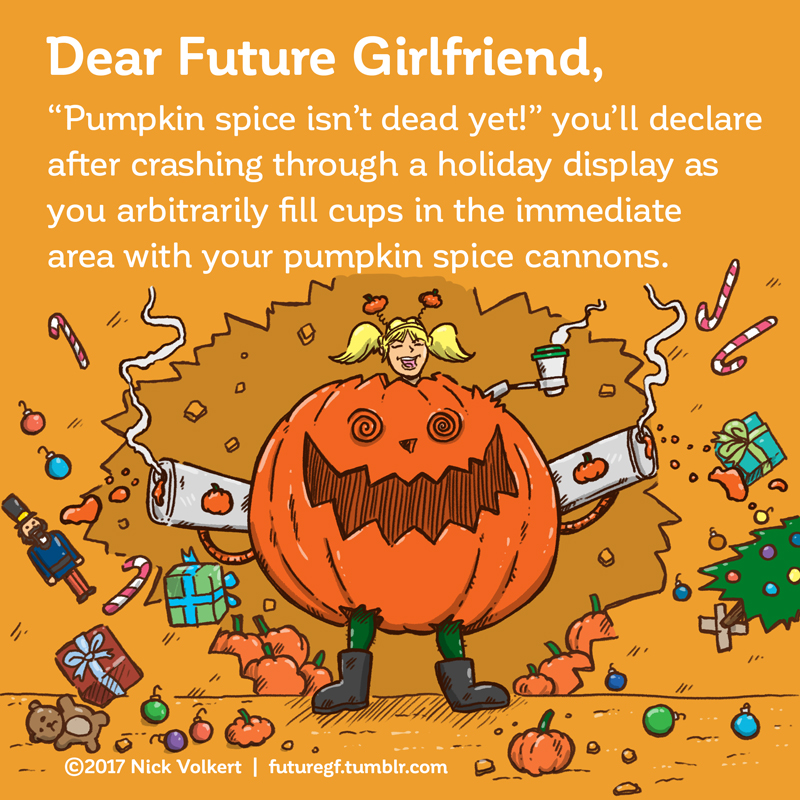 Dear Future Girlfriend,
“Pumpkin spice isn’t dead yet!” you’ll declare
after crashing through a holiday display as
you arbitrarily fill cups in the immediate
area with your pumpkin spice cannons.
©2017 Nick Volkert | futuregf.tumblr.com